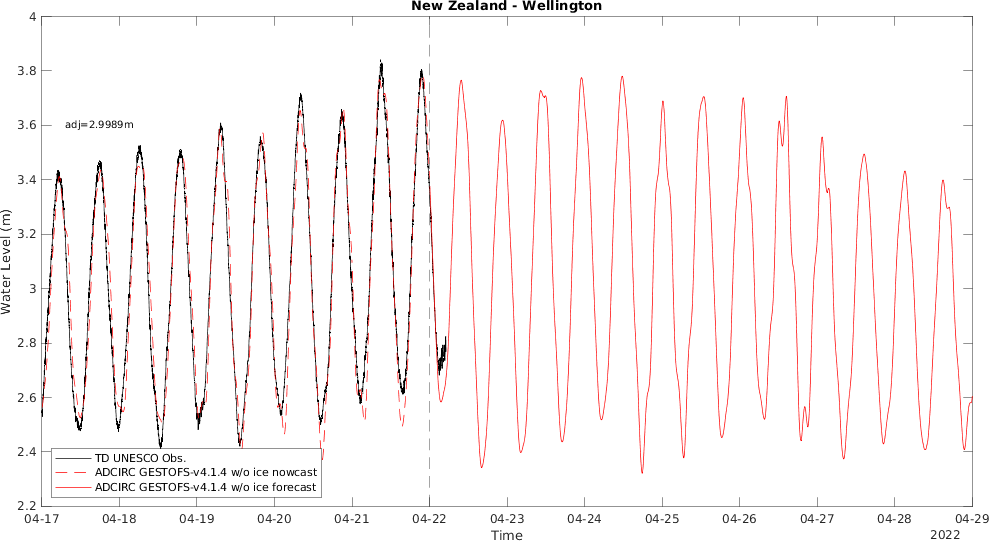 New Zealand - Wellington
4
3.8
3.6
3.4
3.2
3
2.8
2.6
2.4
2.2
Water Level (m)
adj=2.9989m
TD UNESCO Obs.
ADCIRC GESTOFS-v4.1.4 w/o ice nowcast
ADCIRC GESTOFS-v4.1.4 w/o ice forecast
04-17 04-18 04-19 04-20 04-21 04-22 04-23 04-24 04-25 04-26 04-27 04-28 04-29
Time
2022